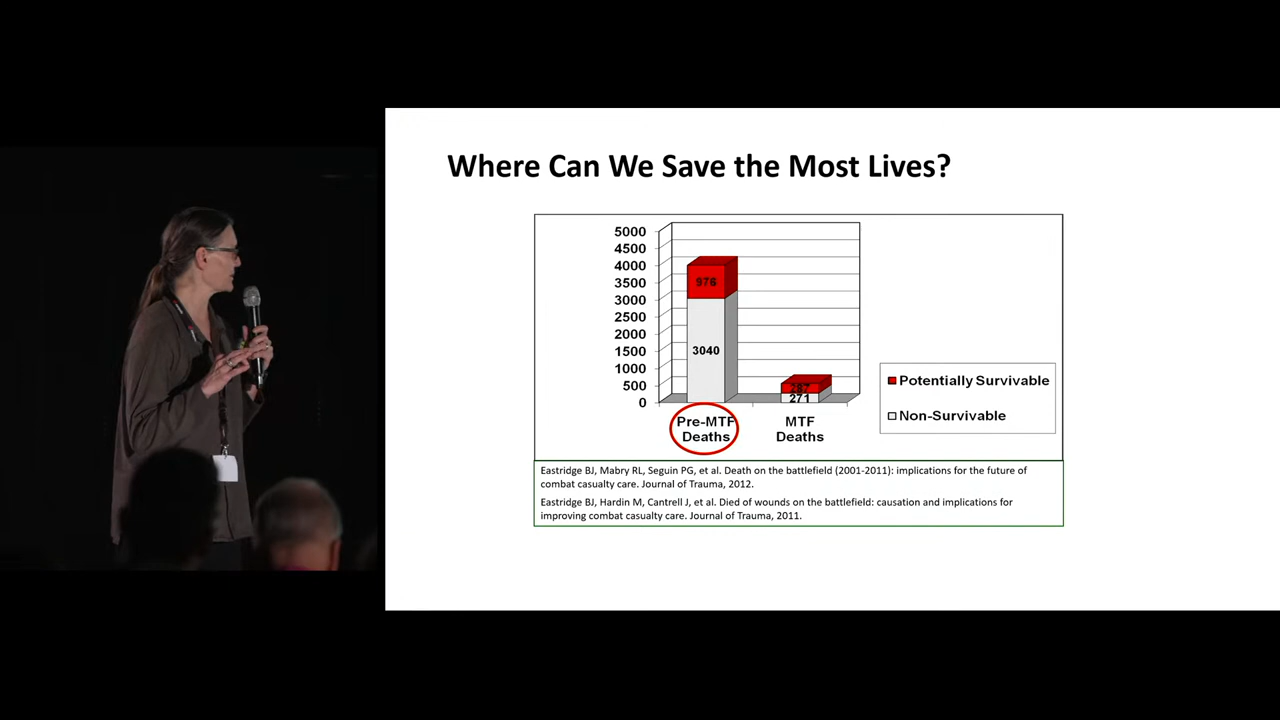 Where Can We Save the Most Lives?
5000
4500
4000
3500
3000
2500
2000
1500
1000
500
0
976
3040
287
271
Pre-MTF
Deaths
MTF
Deaths
Potentially Survivable
Non-Survivable
Eastridge BJ, Mabry RL, Seguin PG, et al. Death on the battlefield (2001-2011): implications for the future of
combat casualty care. Journal of Trauma, 2012.
Eastridge BJ, Hardin M, Cantrell J, et al. Died of wounds on the battlefield: causation and implications for
improving combat casualty care. Journal of Trauma, 2011.